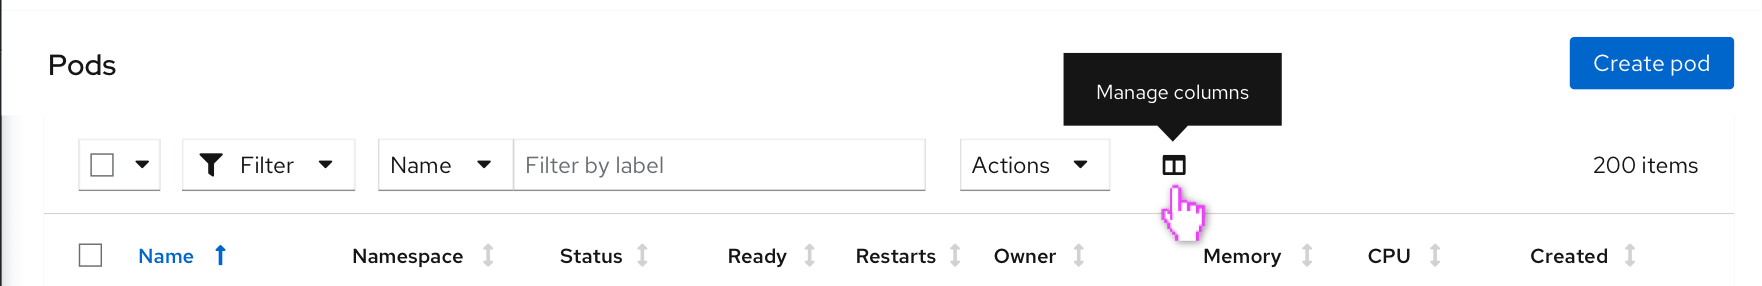 Pods
Create pod
Manage columns
Filter
Name
Filter by label
Actions
200 items
Name Namespace Status Ready Restarts Owner Memory CPU Created